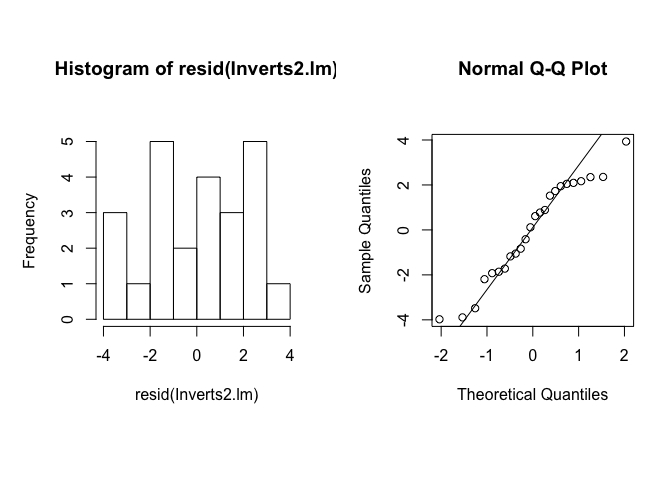 Histogram of resid(Inverts2.lm)
Frequency
5
4
3
2
1
0
-4 -2 0 2 4
resid(Inverts2.lm)
Normal Q-Q Plot
Sample Quantiles
4
2
0
-2
-4
-2 -1 0 1 2
Theoretical Quantiles